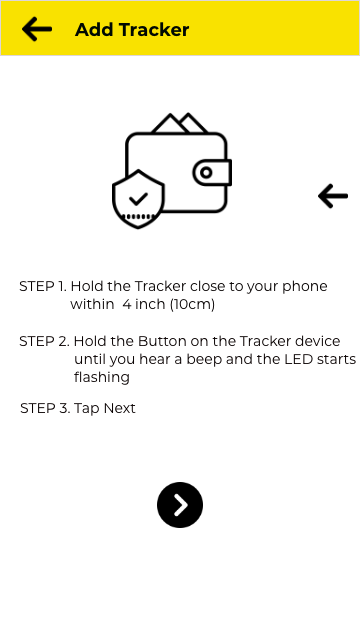 Add Tracker
STEP 1. Hold the Tracker close to your phone
within 4 inch (10cm)
STEP 2. Hold the Button on the Tracker device
until you hear a beep and the LED starts
flashing
STEP 3. Tap Next